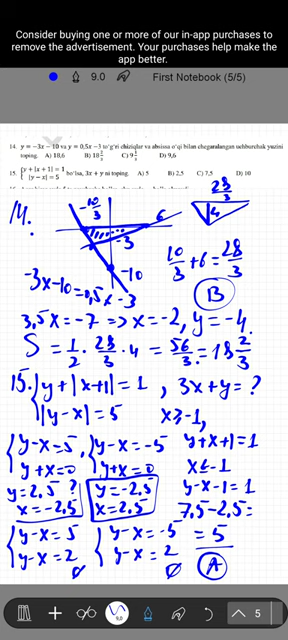 Consider buying one or more of our in-app purchases to
remove the advertisement. Your purchases help make the
app better.
9.0 First Notebook (5/5)
14. y = −3x − 10 va y = 0,5x − 3 to'g'ri chiziqlar va absissa o'qi bilan chegaralangan uchburchak yuzini
toping. A) 18,6 B) 18 2/3 C) 9 1/3 D) 9,6
15. { y + |x + 1| = 1
|y − x| = 5 bo'lsa, 3x + y ni toping. A) 5 B) 2,5 C) 7,5 D) 10
14.
-10/3
6
-3
-10
28/3
4
10/3 + 6 = 28/3
B
-3x-10=0,5x-3
3,5x=-7 => x=-2, y=-4
S = 1/2 · 28/3 · 4 = 56/3 = 18 2/3
15. { y+|x+1|=1 , 3x+y=?
|y-x|=5
x≥-1,
{ y-x=5 , { y-x=-5 y+x+1=1
y+x=0 y+x=0 x<-1
y=2,5 y=-2,5 y-x-1=1
x=-2,5 x=2,5 7,5-2,5=
{ y-x=5 { y-x=-5 =5
y-x=2 ø y-x=2 ø A
9,0
5